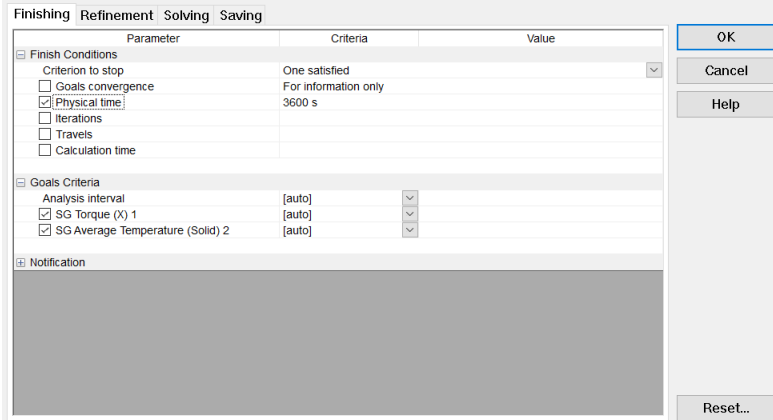 Finishing Refinement Solving Saving
Parameter Criteria Value
Finish Conditions
Criterion to stop One satisfied
Goals convergence For information only
Physical time 3600 s
Iterations
Travels
Calculation time
Goals Criteria
Analysis interval [auto]
SG Torque (X) 1 [auto]
SG Average Temperature (Solid) 2 [auto]
Notification
OK
Cancel
Help
Reset...